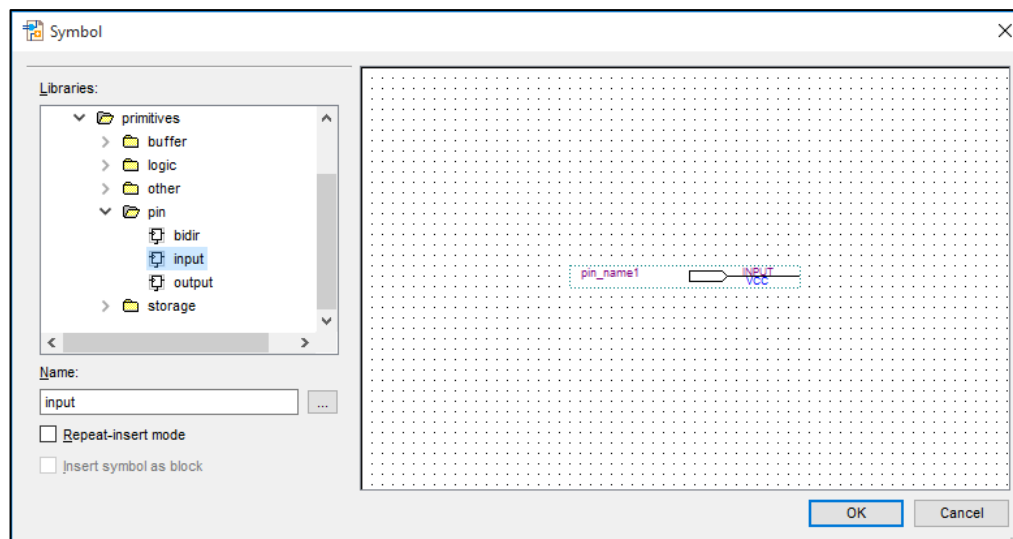 Symbol
Libraries:
primitives
buffer
logic
other
pin
bidir
input
output
storage
Name:
input
...
Repeat-insert mode
Insert symbol as block
pin_name1
INPUT
VCC
OK
Cancel